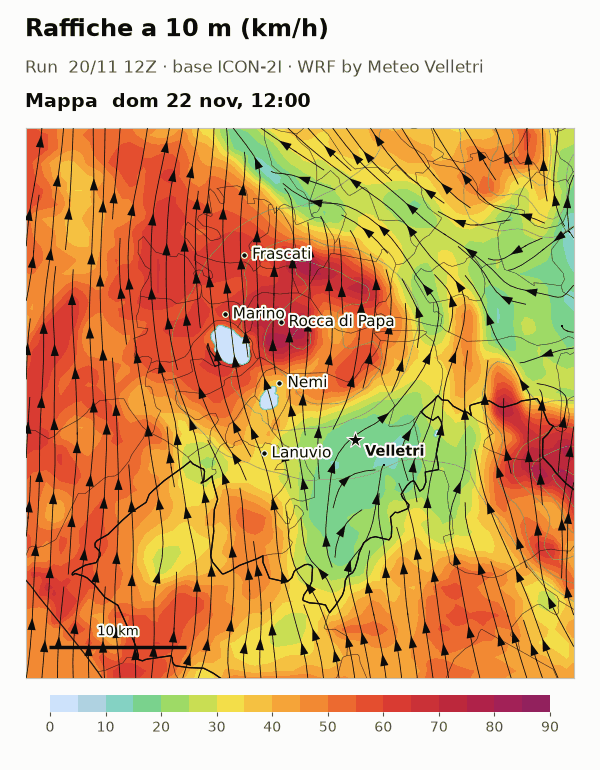 Raffiche a 10 m (km/h)
Run  20/11 12Z · base ICON-2I · WRF by Meteo Velletri
Mappa  dom 22 nov, 12:00
Frascati
Marino
Rocca di Papa
Nemi
Velletri
Lanuvio
10 km
0 10 20 30 40 50 60 70 80 90